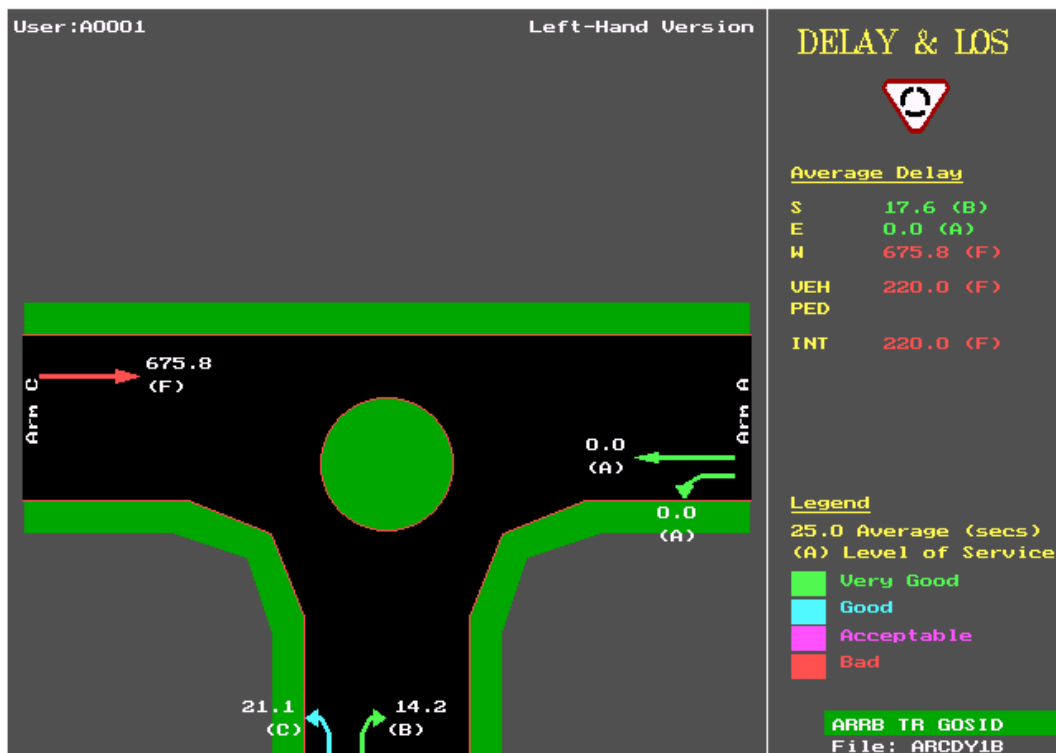 User:A0001
Left-Hand Version
DELAY & LOS
Average Delay
S 17.6 (B)
E 0.0 (A)
W 675.8 (F)
VEH 220.0 (F)
PED
INT 220.0 (F)
675.8
(F)
Arm C
Arm A
0.0
(A)
0.0
(A)
21.1
(C)
14.2
(B)
Legend
25.0 Average (secs)
(A) Level of Service
Very Good
Good
Acceptable
Bad
ARRB TR GOSID
File: ARCDY1B